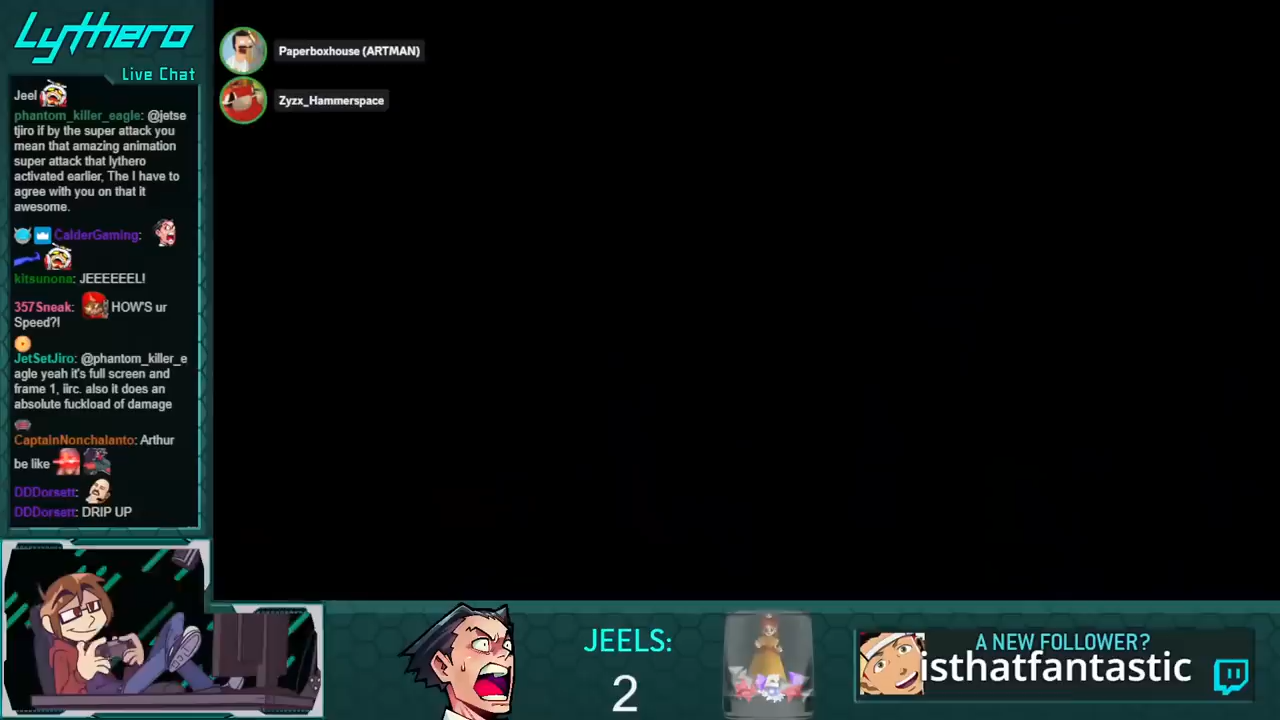 Lythero
Live Chat
Jeel
phantom_killer_eagle: @jetse
tjiro if by the super attack you
mean that amazing animation
super attack that lythero
activated earlier, The I have to
agree with you on that it
awesome.
CalderGaming:
kitsunona: JEEEEEEL!
357Sneak: HOW'S ur
Speed?!
JetSetJiro: @phantom_killer_e
agle yeah it's full screen and
frame 1, iirc. also it does an
absolute fuckload of damage
CaptainNonchalanto: Arthur
be like
DDDorsett:
DDDorsett: DRIP UP
Paperboxhouse (ARTMAN)
Zyzx_Hammerspace
JEELS:
2
A NEW FOLLOWER?
isthatfantastic